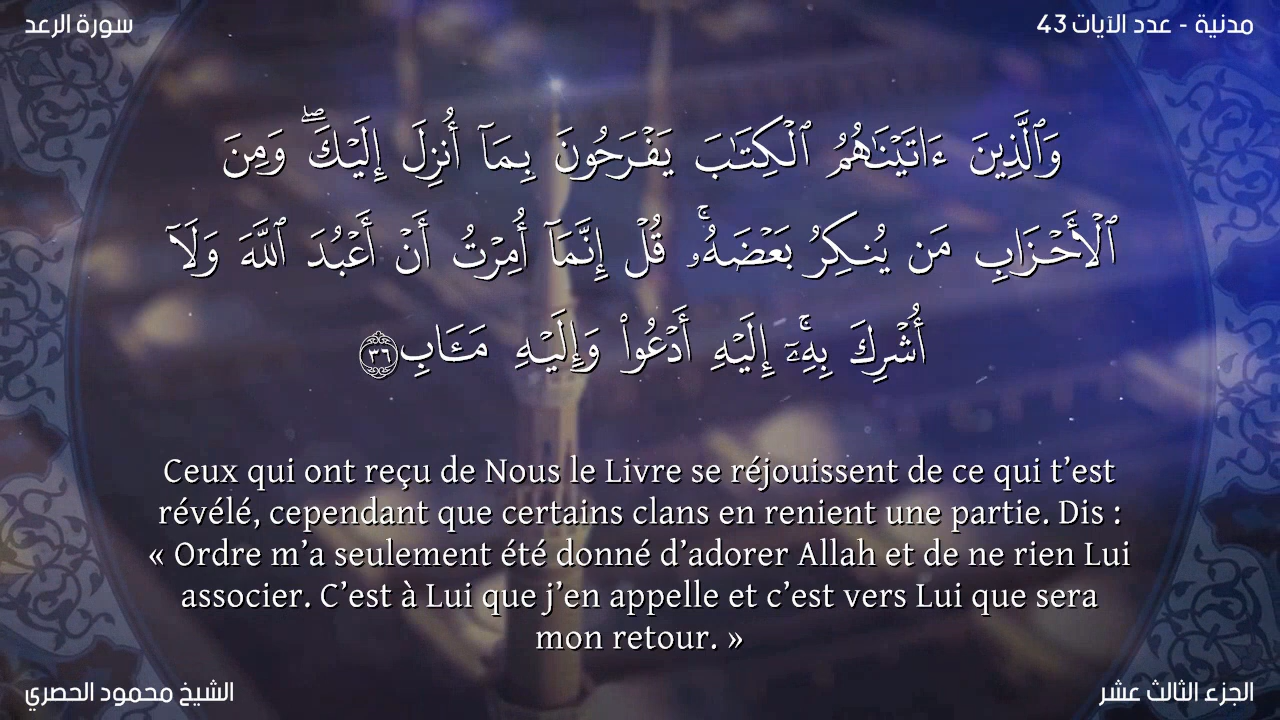 سورة الرعد
مدنية - عدد الآيات 43
وَٱلَّذِينَ ءَاتَيْنَٰهُمُ ٱلْكِتَٰبَ يَفْرَحُونَ بِمَآ أُنزِلَ إِلَيْكَۖ وَمِنَ
ٱلْأَحْزَابِ مَن يُنكِرُ بَعْضَهُۥۚ قُلْ إِنَّمَآ أُمِرْتُ أَنْ أَعْبُدَ ٱللَّهَ وَلَآ
أُشْرِكَ بِهِۦٓۚ إِلَيْهِ أَدْعُوا۟ وَإِلَيْهِ مَـَٔابِ ٣٦
Ceux qui ont reçu de Nous le Livre se réjouissent de ce qui t’est
révélé, cependant que certains clans en renient une partie. Dis :
« Ordre m’a seulement été donné d’adorer Allah et de ne rien Lui
associer. C’est à Lui que j’en appelle et c’est vers Lui que sera
mon retour. »
الشيخ محمود الحصري
الجزء الثالث عشر